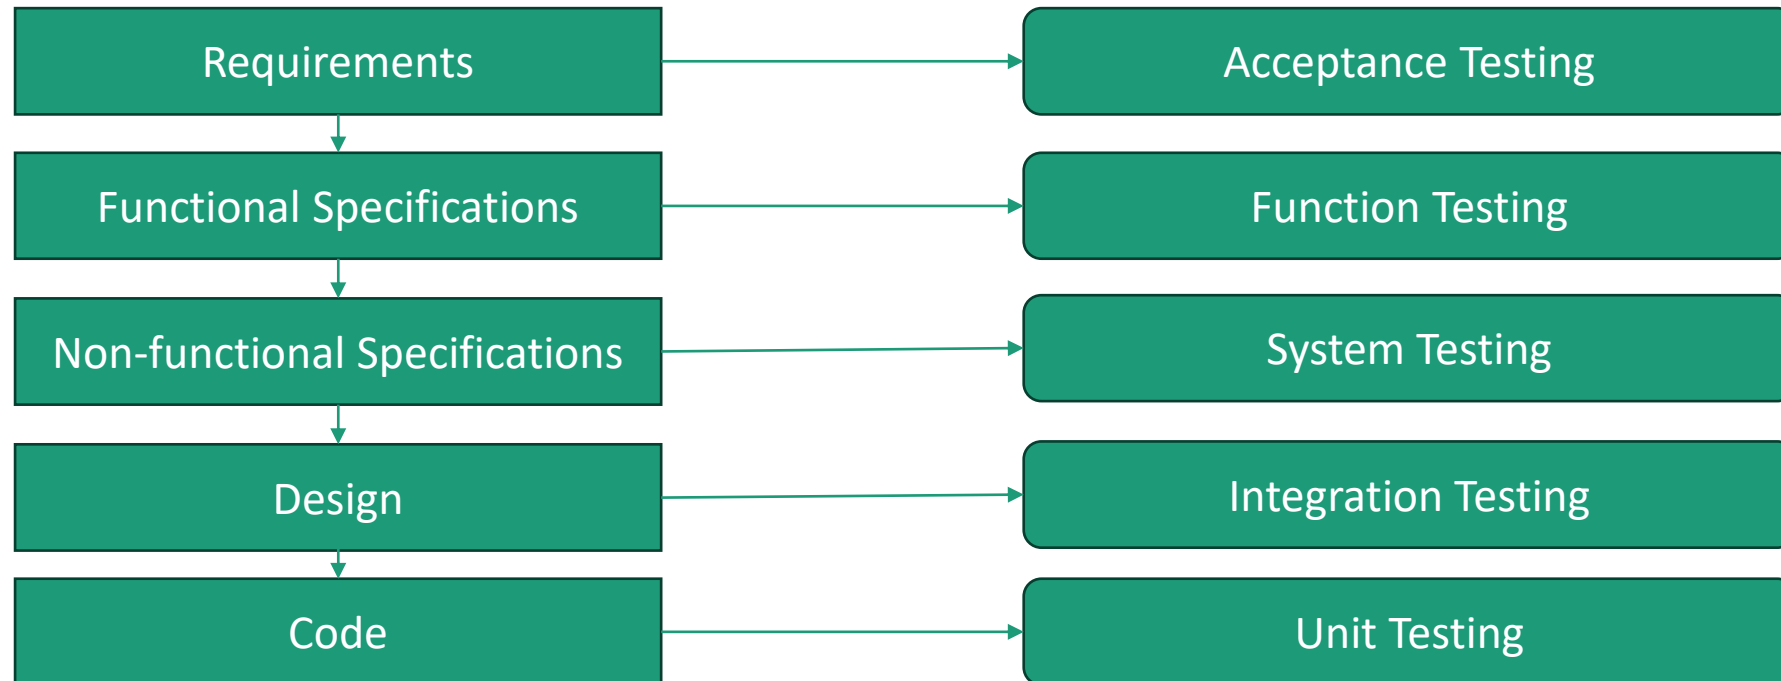 Requirements
Acceptance Testing
Functional Specifications
Function Testing
Non-functional Specifications
System Testing
Design
Integration Testing
Code
Unit Testing